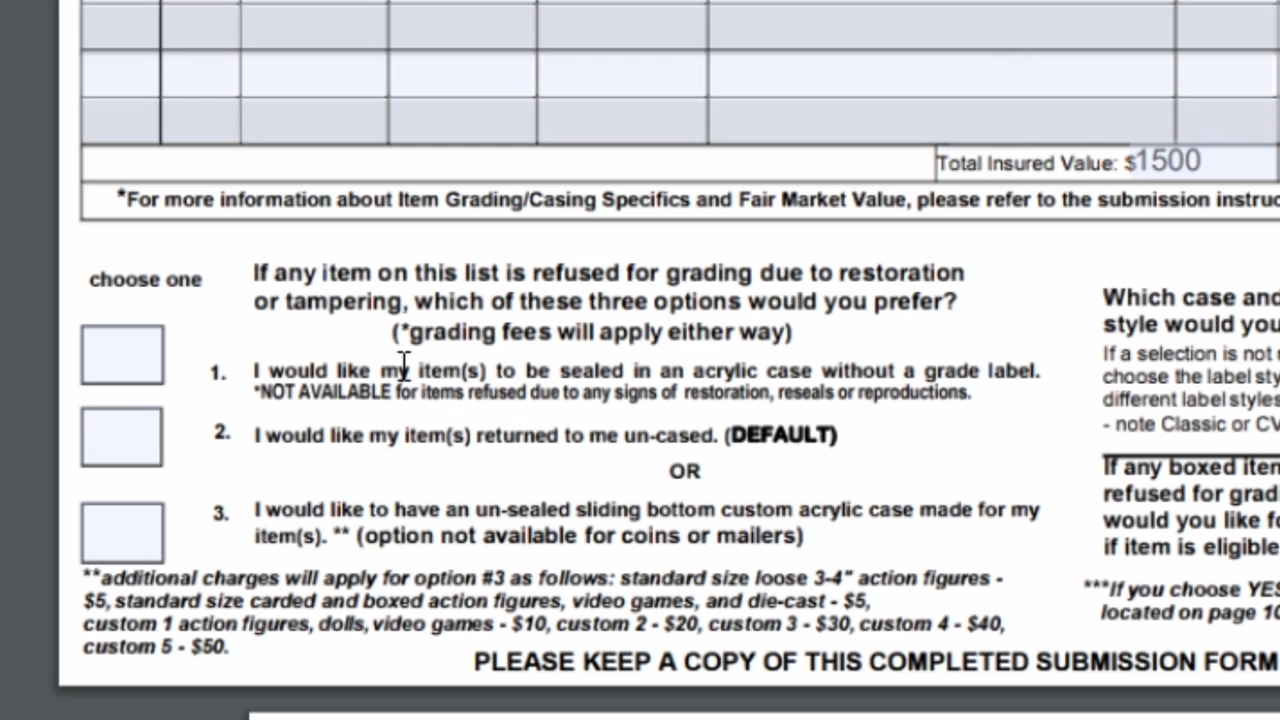 Total Insured Value: $1500
*For more information about Item Grading/Casing Specifics and Fair Market Value, please refer to the submission
choose one
If any item on this list is refused for grading due to restoration
or tampering, which of these three options would you prefer?
(*grading fees will apply either way)
1. I would like my item(s) to be sealed in an acrylic case without a grade label.
*NOT AVAILABLE for items refused due to any signs of restoration, reseals or reproductions.
2. I would like my item(s) returned to me un-cased. (DEFAULT)
OR
3. I would like to have an un-sealed sliding bottom custom acrylic case made for my
item(s). ** (option not available for coins or mailers)
**additional charges will apply for option #3 as follows: standard size loose 3-4" action figures -
$5, standard size carded and boxed action figures, video games, and die-cast - $5,
custom 1 action figures, dolls, video games - $10, custom 2 - $20, custom 3 - $30, custom 4 - $40,
custom 5 - $50.
Which case and
style would you
If a selection is not
choose the label
different label styles
- note Classic or
If any boxed item
refused for
would you like
if item is eligible
***If you choose YES
located on page 10
PLEASE KEEP A COPY OF THIS COMPLETED SUBMISSION FORM